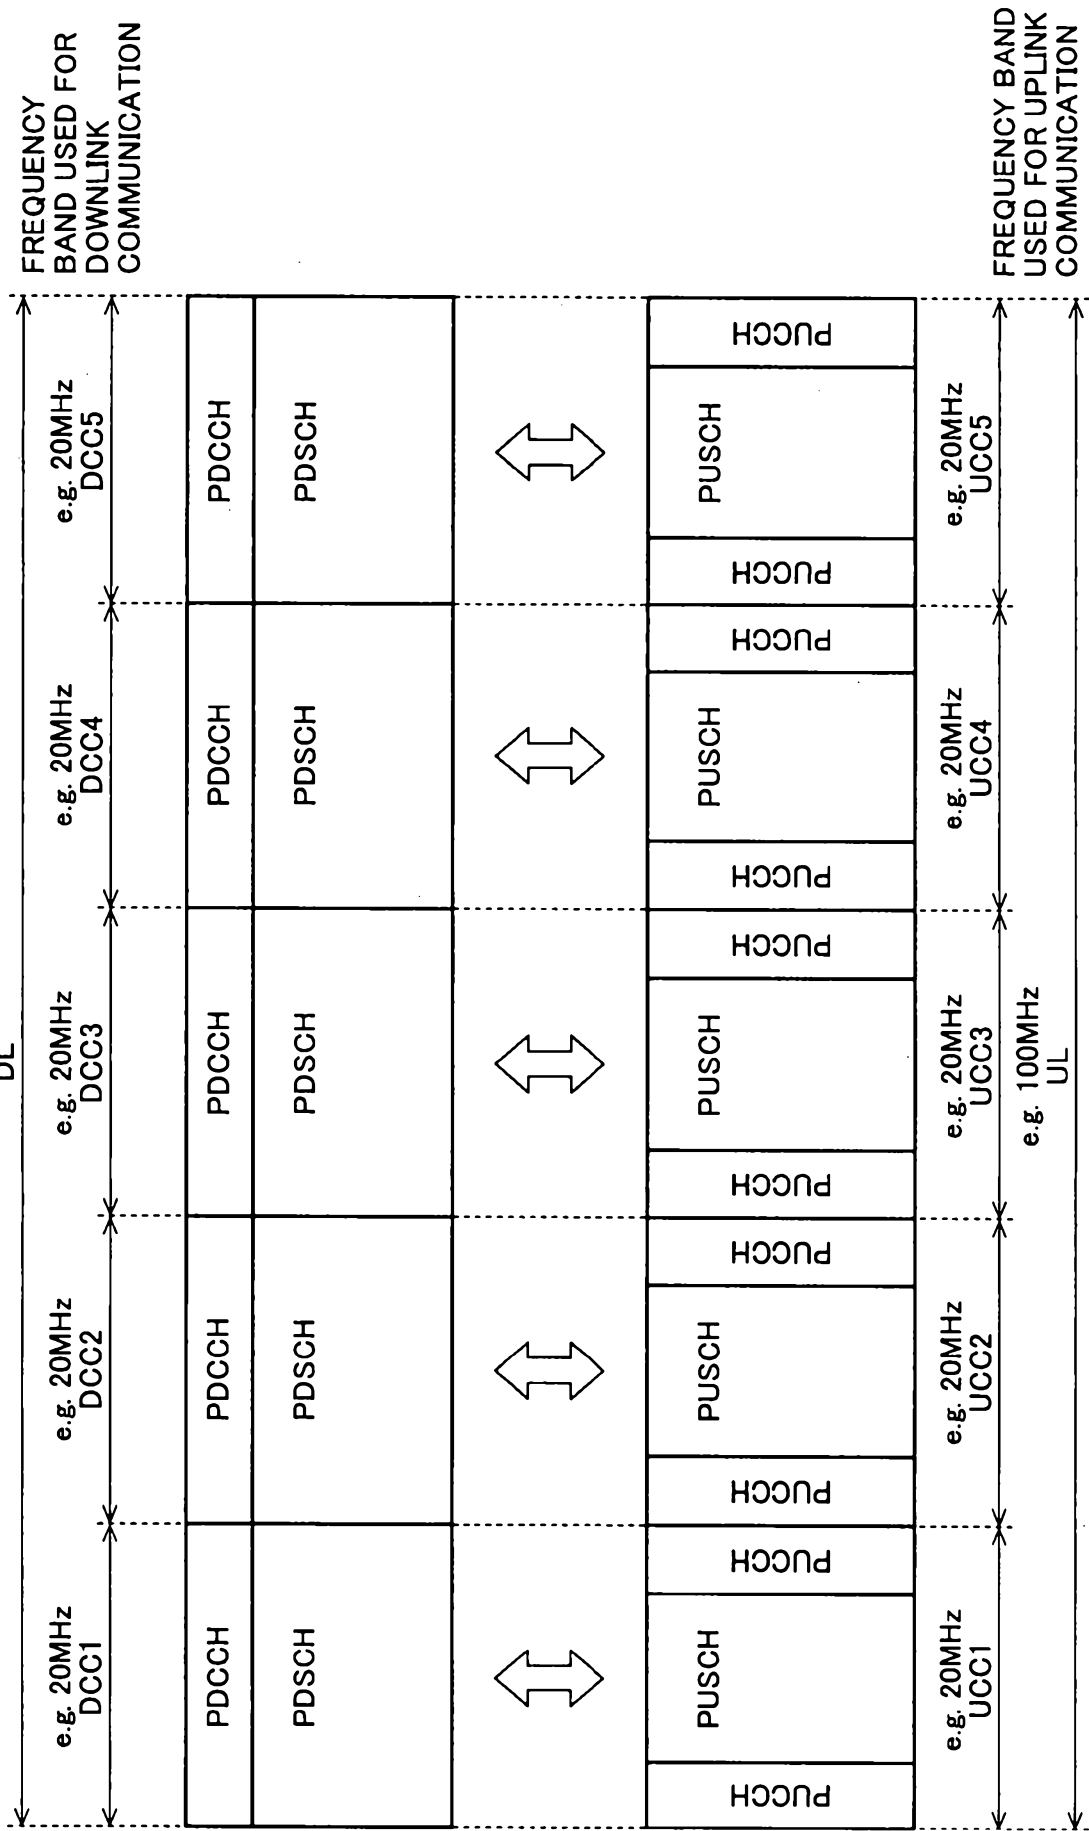 DL
FREQUENCY
BAND USED FOR
DOWNLINK
COMMUNICATION
e.g. 20MHz
DCC1
e.g. 20MHz
DCC2
e.g. 20MHz
DCC3
e.g. 20MHz
DCC4
e.g. 20MHz
DCC5
PDCCH
PDCCH
PDCCH
PDCCH
PDCCH
PDSCH
PDSCH
PDSCH
PDSCH
PDSCH
PUCCH
PUSCH
PUCCH
PUCCH
PUSCH
PUCCH
PUCCH
PUSCH
PUCCH
PUCCH
PUSCH
PUCCH
PUCCH
PUSCH
PUCCH
e.g. 20MHz
UCC1
e.g. 20MHz
UCC2
e.g. 20MHz
UCC3
e.g. 20MHz
UCC4
e.g. 20MHz
UCC5
FREQUENCY BAND
USED FOR UPLINK
COMMUNICATION
e.g. 100MHz
UL